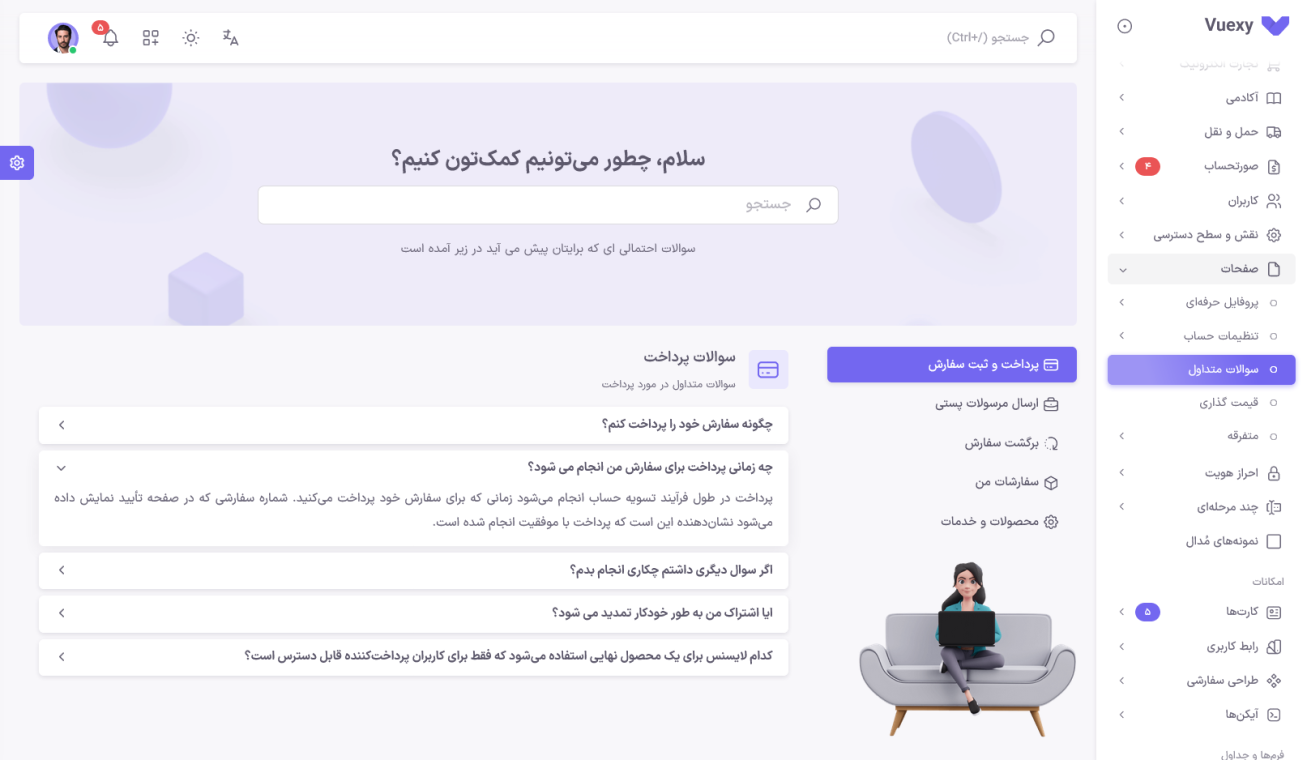 Vuexy
تجارت الکترونیک
آکادمی
حمل و نقل
صورتحساب ۴
کاربران
نقش و سطح دسترسی
صفحات
پروفایل حرفه‌ای
تنظیمات حساب
سوالات متداول
قیمت گذاری
متفرقه
احراز هویت
چند مرحله‌ای
نمونه‌های مُدال
امکانات
کارت‌ها ۵
رابط کاربری
طراحی سفارشی
آیکن‌ها
فرم‌ها و جداول
جستجو (/+Ctrl)
۵
سلام، چطور می‌تونیم کمک‌تون کنیم؟
جستجو
سوالات احتمالی ای که برایتان پیش می آید در زیر آمده است
پرداخت و ثبت سفارش
ارسال مرسولات پستی
برگشت سفارش
سفارشات من
محصولات و خدمات
سوالات پرداخت
سوالات متداول در مورد پرداخت
چگونه سفارش خود را پرداخت کنم؟
چه زمانی پرداخت برای سفارش من انجام می شود؟
پرداخت در طول فرآیند تسویه حساب انجام می‌شود زمانی که برای سفارش خود پرداخت می‌کنید. شماره سفارشی که در صفحه تأیید نمایش داده
می‌شود نشان‌دهنده این است که پرداخت با موفقیت انجام شده است.
اگر سوال دیگری داشتم چکاری انجام بدم؟
ایا اشتراک من به طور خودکار تمدید می شود؟
کدام لایسنس برای یک محصول نهایی استفاده می‌شود که فقط برای کاربران پرداخت‌کننده قابل دسترس است؟